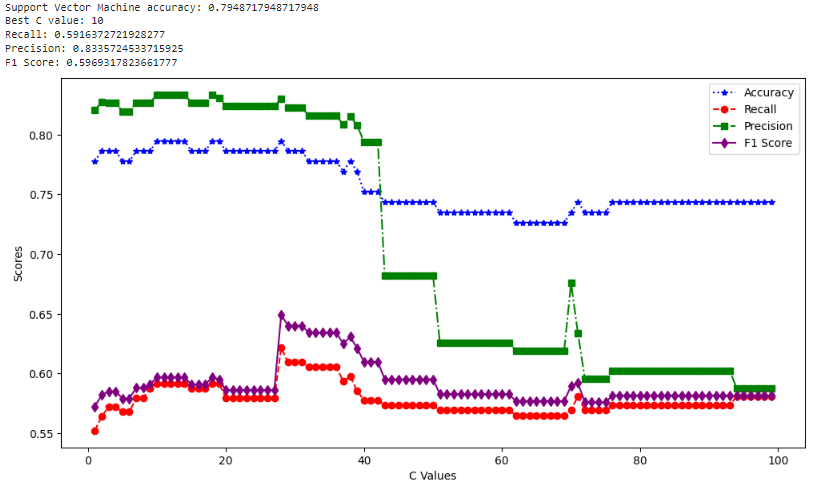 Support Vector Machine accuracy: 0.7948717948717948
Best C value: 10
Recall: 0.5916372721928277
Precision: 0.8335724533715925
F1 Score: 0.5969317823661777
Accuracy
Recall
Precision
F1 Score
0.80
0.75
0.70
0.65
0.60
0.55
Scores
0 20 40 60 80 100
C Values